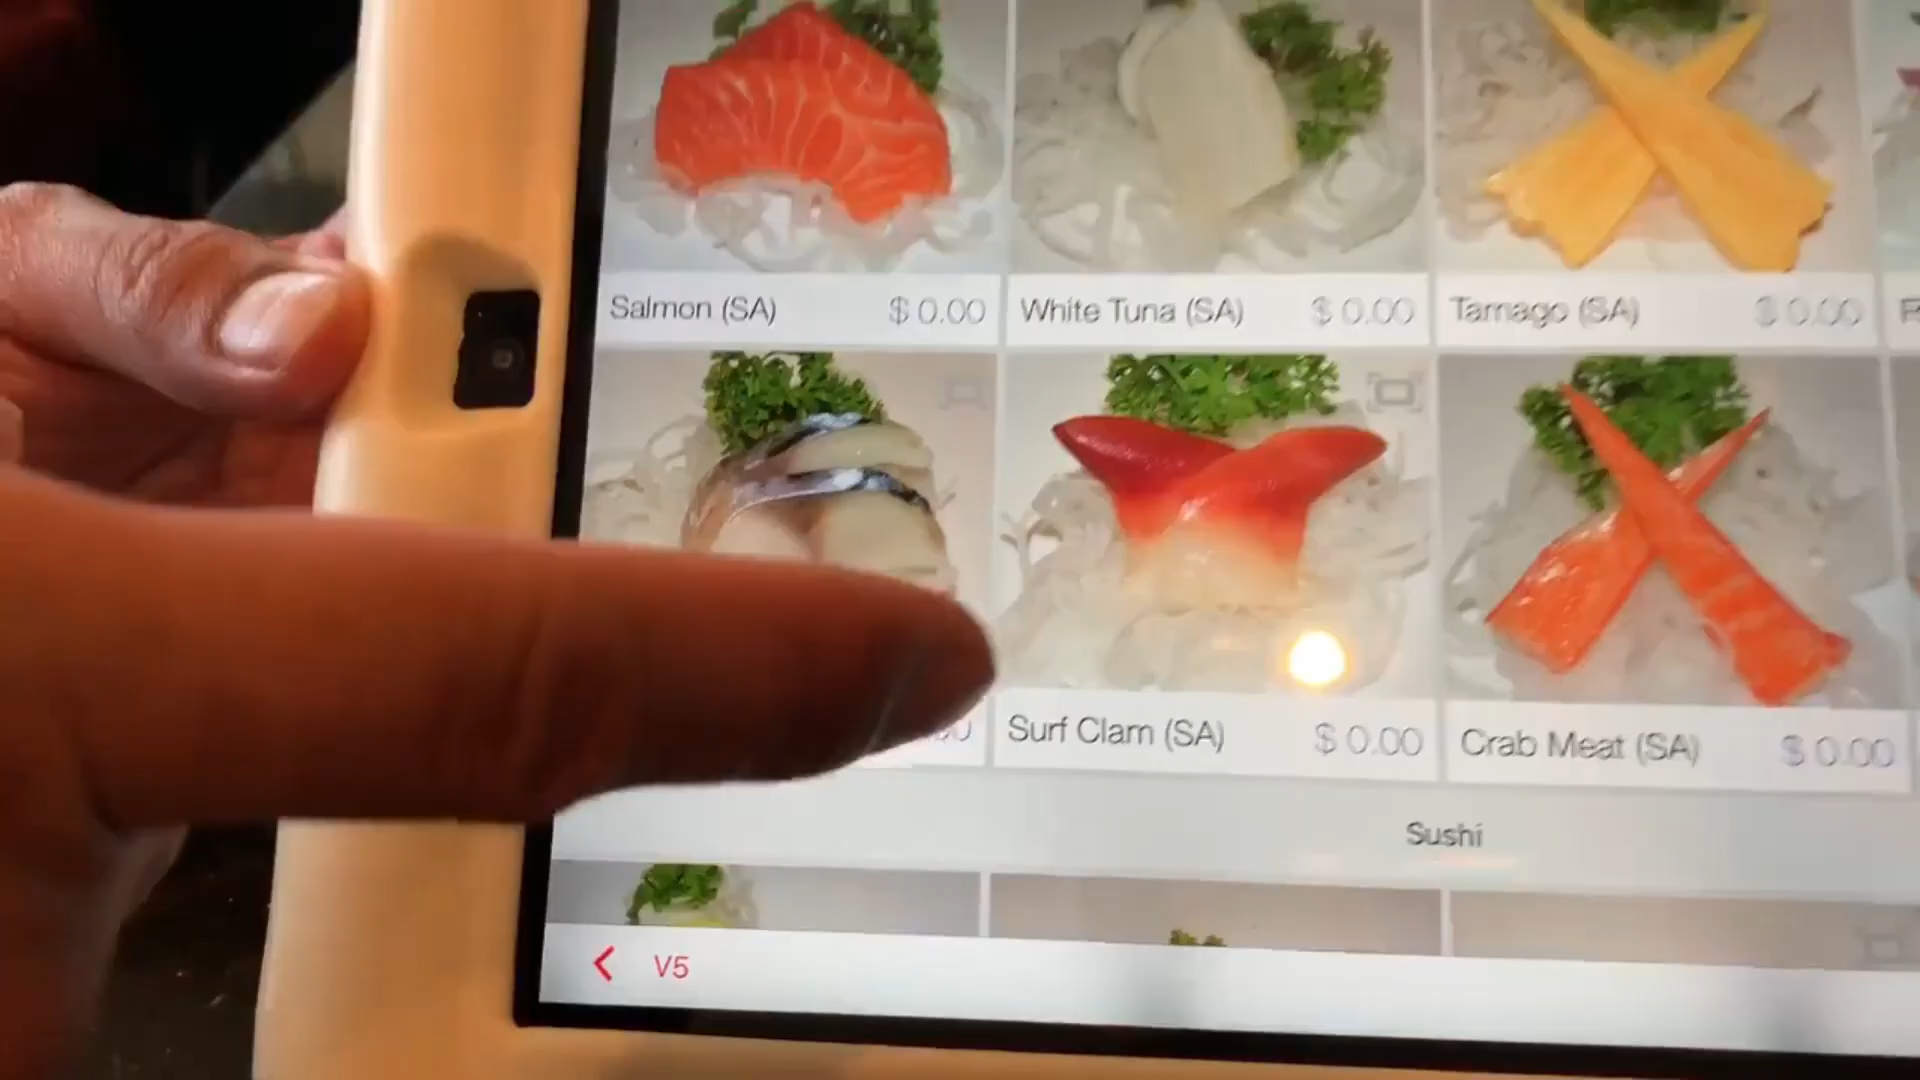 Salmon (SA) $ 0.00
White Tuna (SA) $ 0.00
Tamago (SA) $ 0.00
Surf Clam (SA) $ 0.00
Crab Meat (SA) $ 0.00
Sushi
V5